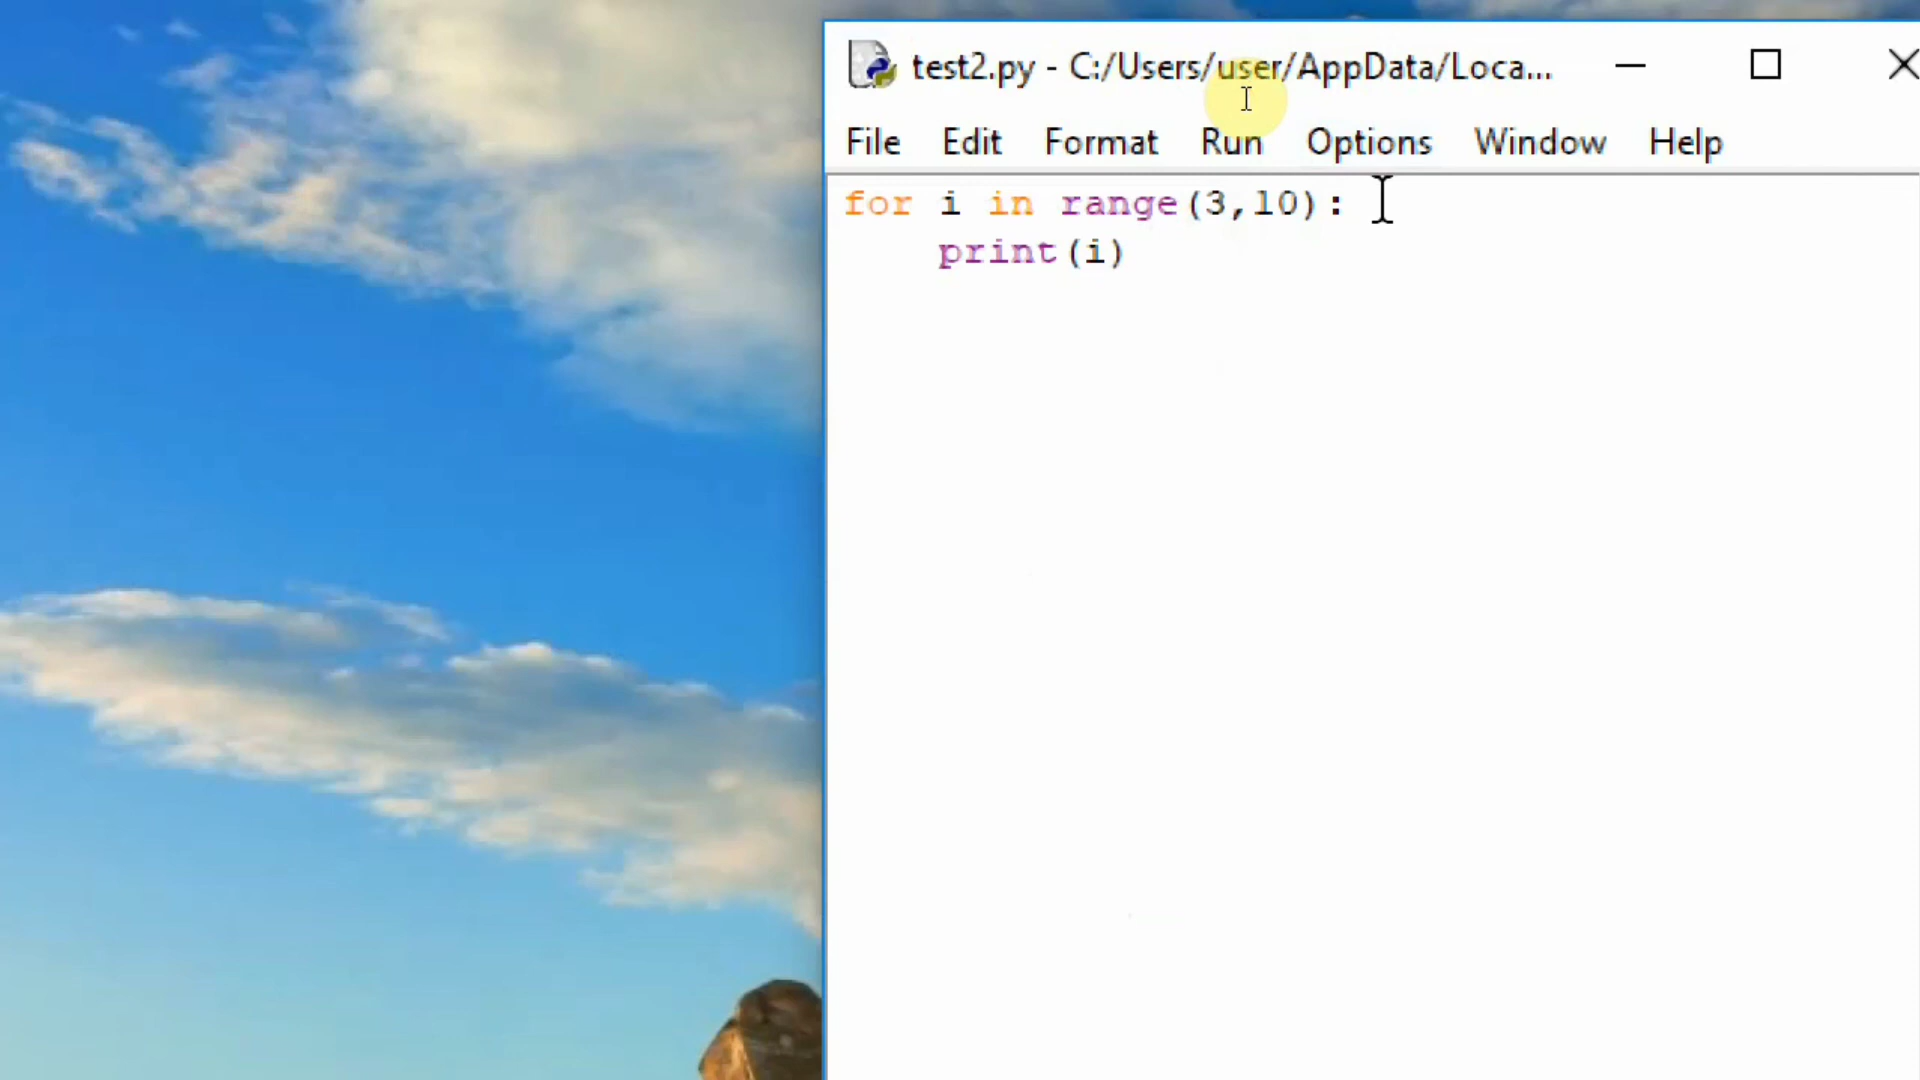 test2.py - C:/Users/user/AppData/Loca...
File Edit Format Run Options Window Help
for i in range(3,10):
    print(i)